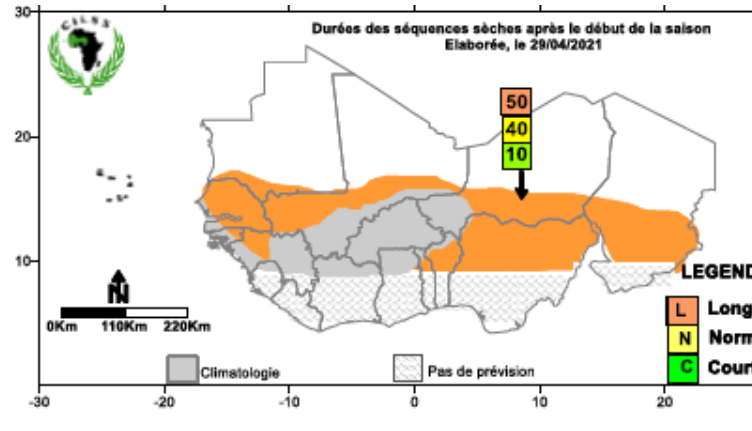 30
CILSS
Durées des séquences sèches après le début de la saison
Elaborée, le 29/04/2021
50
40
10
20
10
N
0Km 110Km 220Km
LEGEND
L Long
N Norm
C Court
Climatologie
Pas de prévision
-30 -20 -10 0 10 20